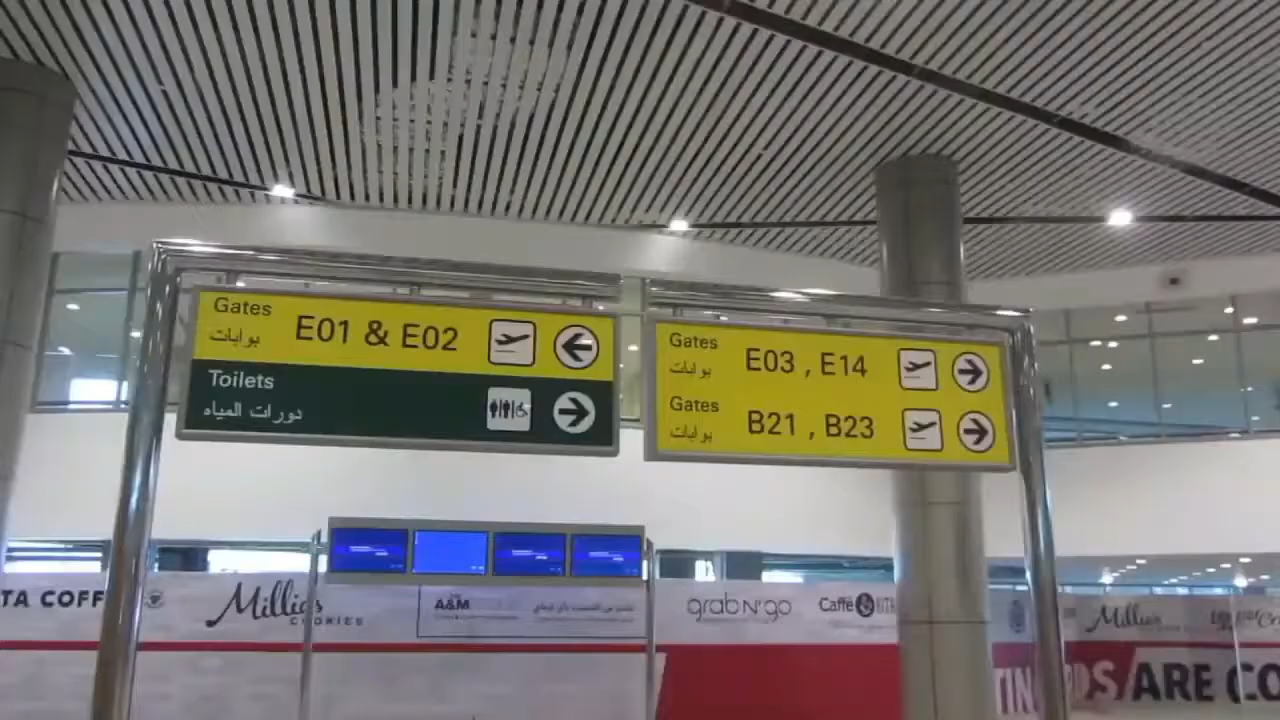 Gates
بوابات
E01 & E02
Toilets
دورات المياه
Gates
بوابات
E03 , E14
Gates
بوابات
B21 , B23
TA COFF
Millie's
COOKIES
A&M
grab N' go
Caffè
Millie's
ARE CO